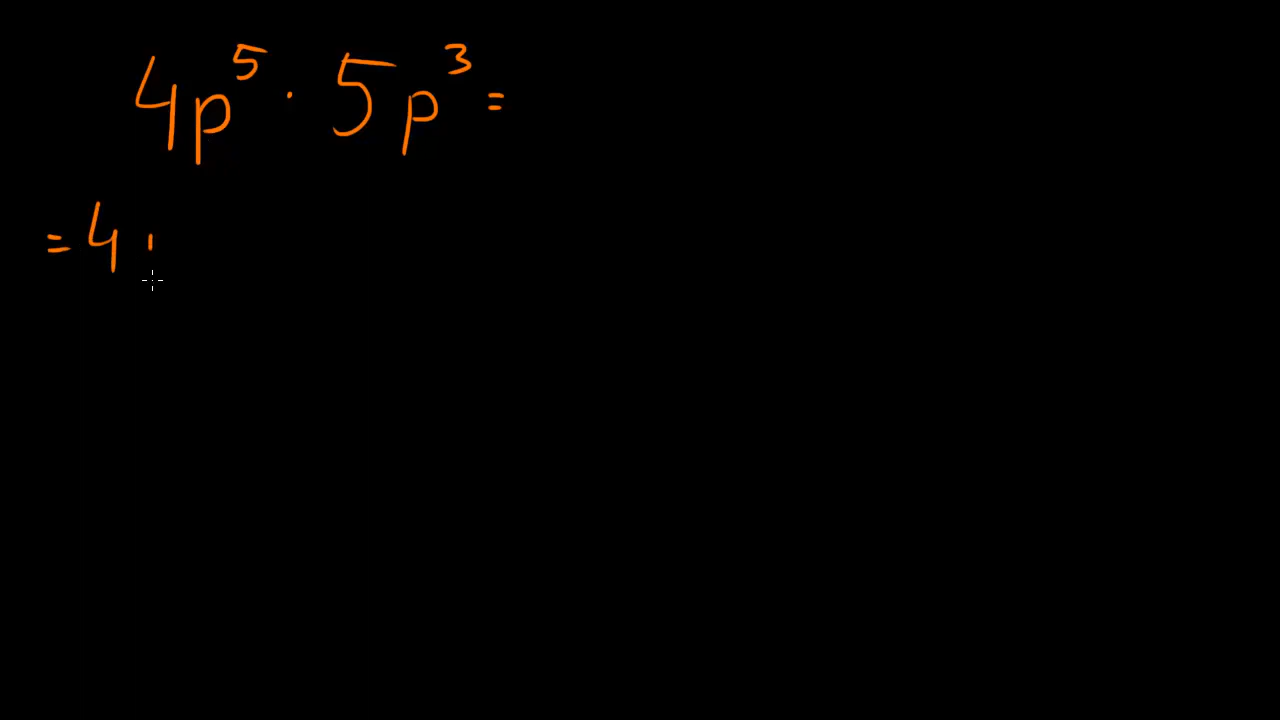 4p⁵ · 5p³ =
= 4 ·